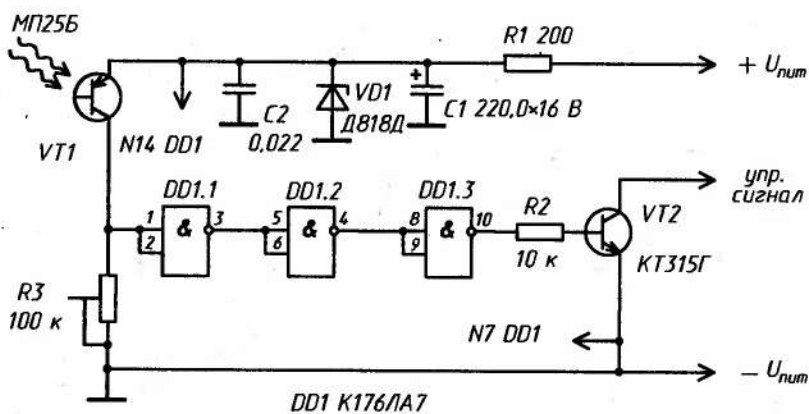 МП25Б
R1 200
+ Uпит
VD1
C2
0,022
Д818Д
C1 220,0×16 В
+
VT1
N14 DD1
DD1.1
DD1.2
DD1.3
упр.
сигнал
1
2
&
3
5
6
&
4
8
9
&
10
R2
10 к
VT2
КТ315Г
R3
100 к
N7 DD1
− Uпит
DD1 К176ЛА7